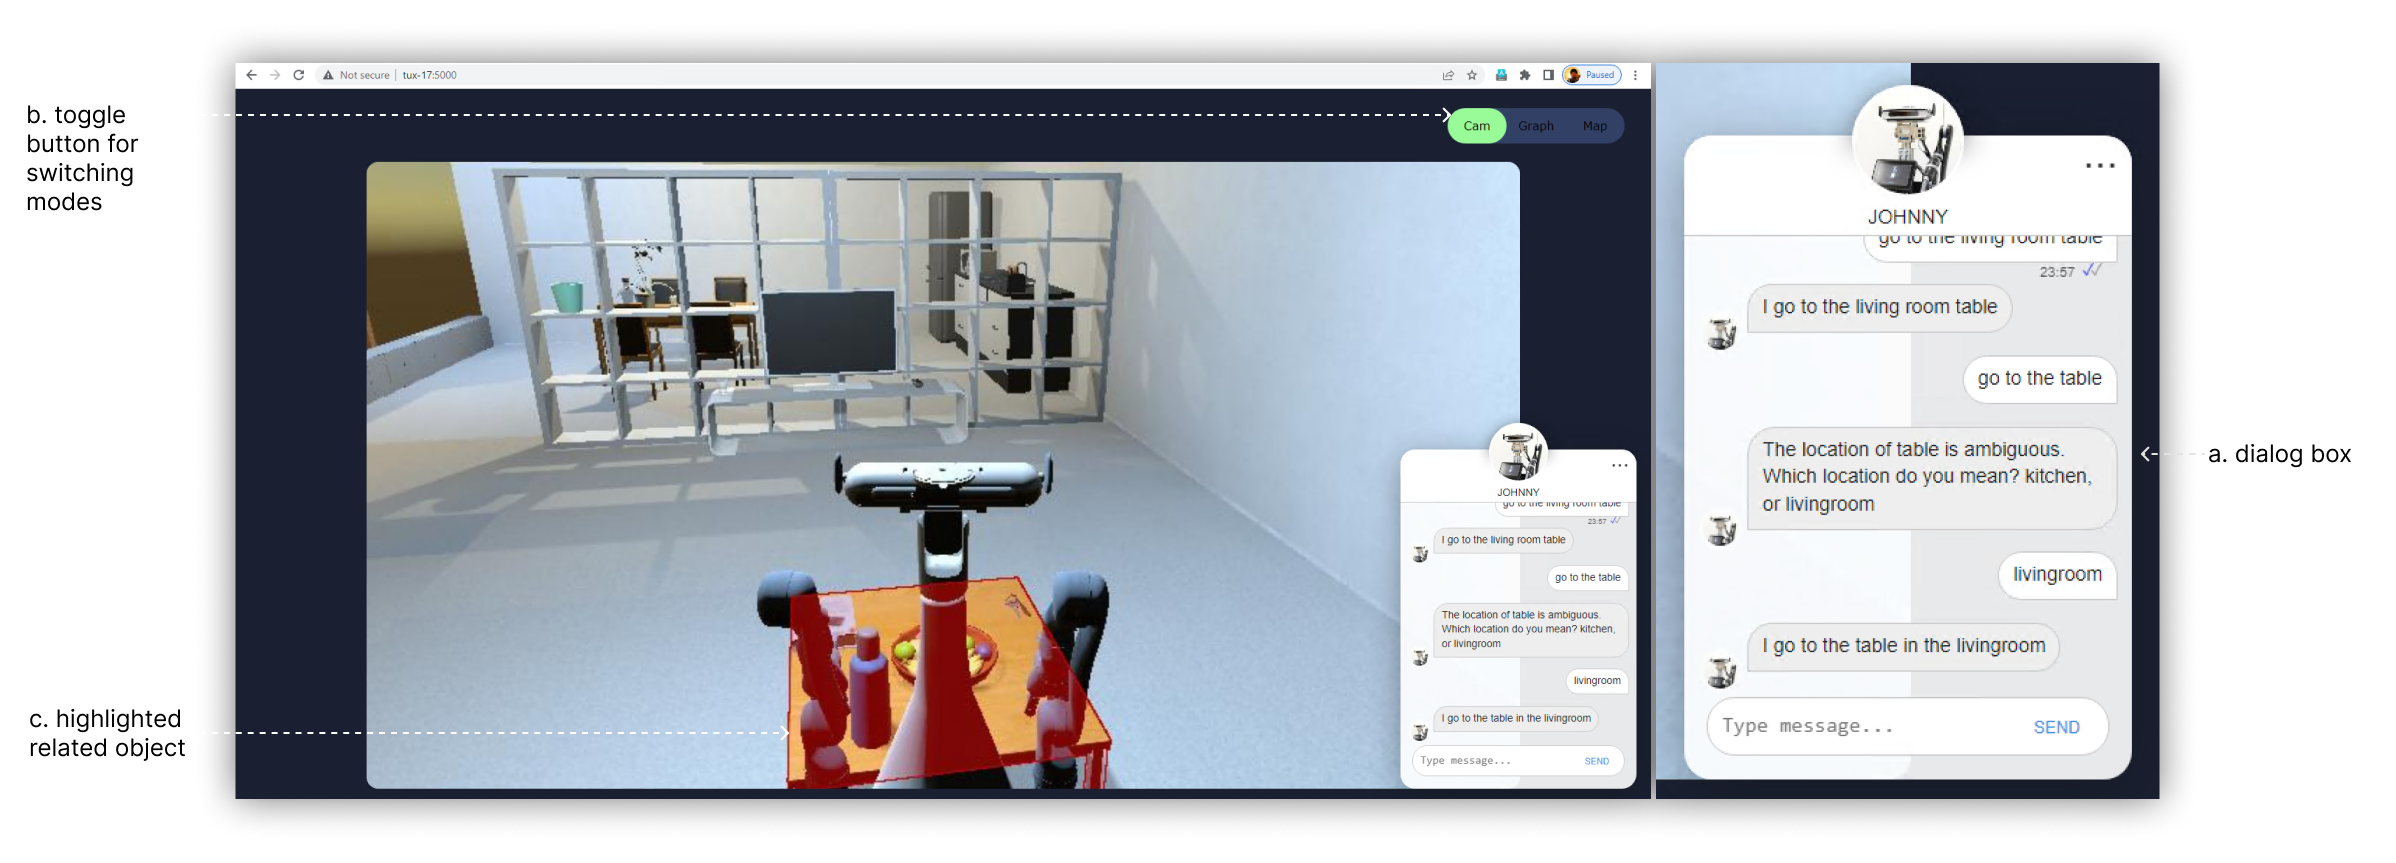 b. toggle
button for
switching
modes
c. highlighted
related object
Not secure | tux-17:5000
Paused
Cam Graph Map
JOHNNY
go to the living room table
23:57
I go to the living room table
go to the table
The location of table is ambiguous.
Which location do you mean? kitchen,
or livingroom
livingroom
I go to the table in the livingroom
Type message...
SEND
JOHNNY
go to the living room table
23:57
I go to the living room table
go to the table
The location of table is ambiguous.
Which location do you mean? kitchen,
or livingroom
livingroom
I go to the table in the livingroom
Type message...
SEND
a. dialog box